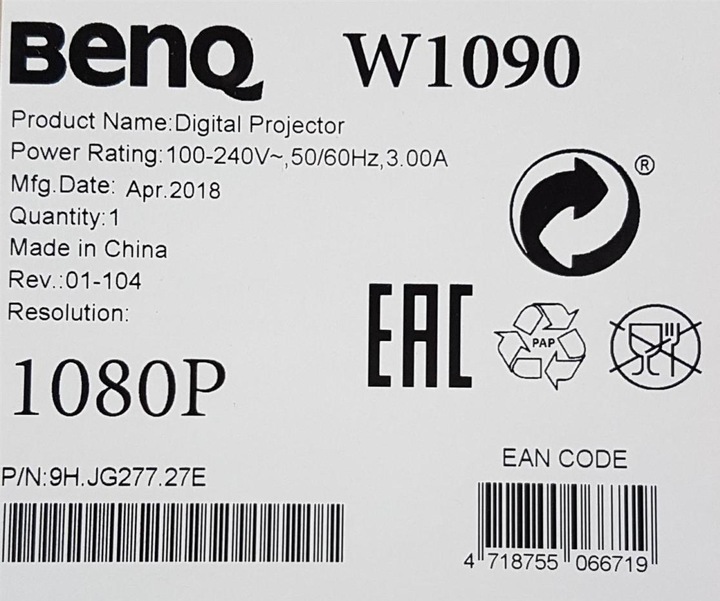 BenQ W1090
Product Name:Digital Projector
Power Rating:100-240V~,50/60Hz,3.00A
Mfg.Date: Apr.2018
Quantity:1
Made in China
Rev.:01-104
Resolution:
1080P
®
EAC
PAP
P/N:9H.JG277.27E
EAN CODE
4 718755 066719